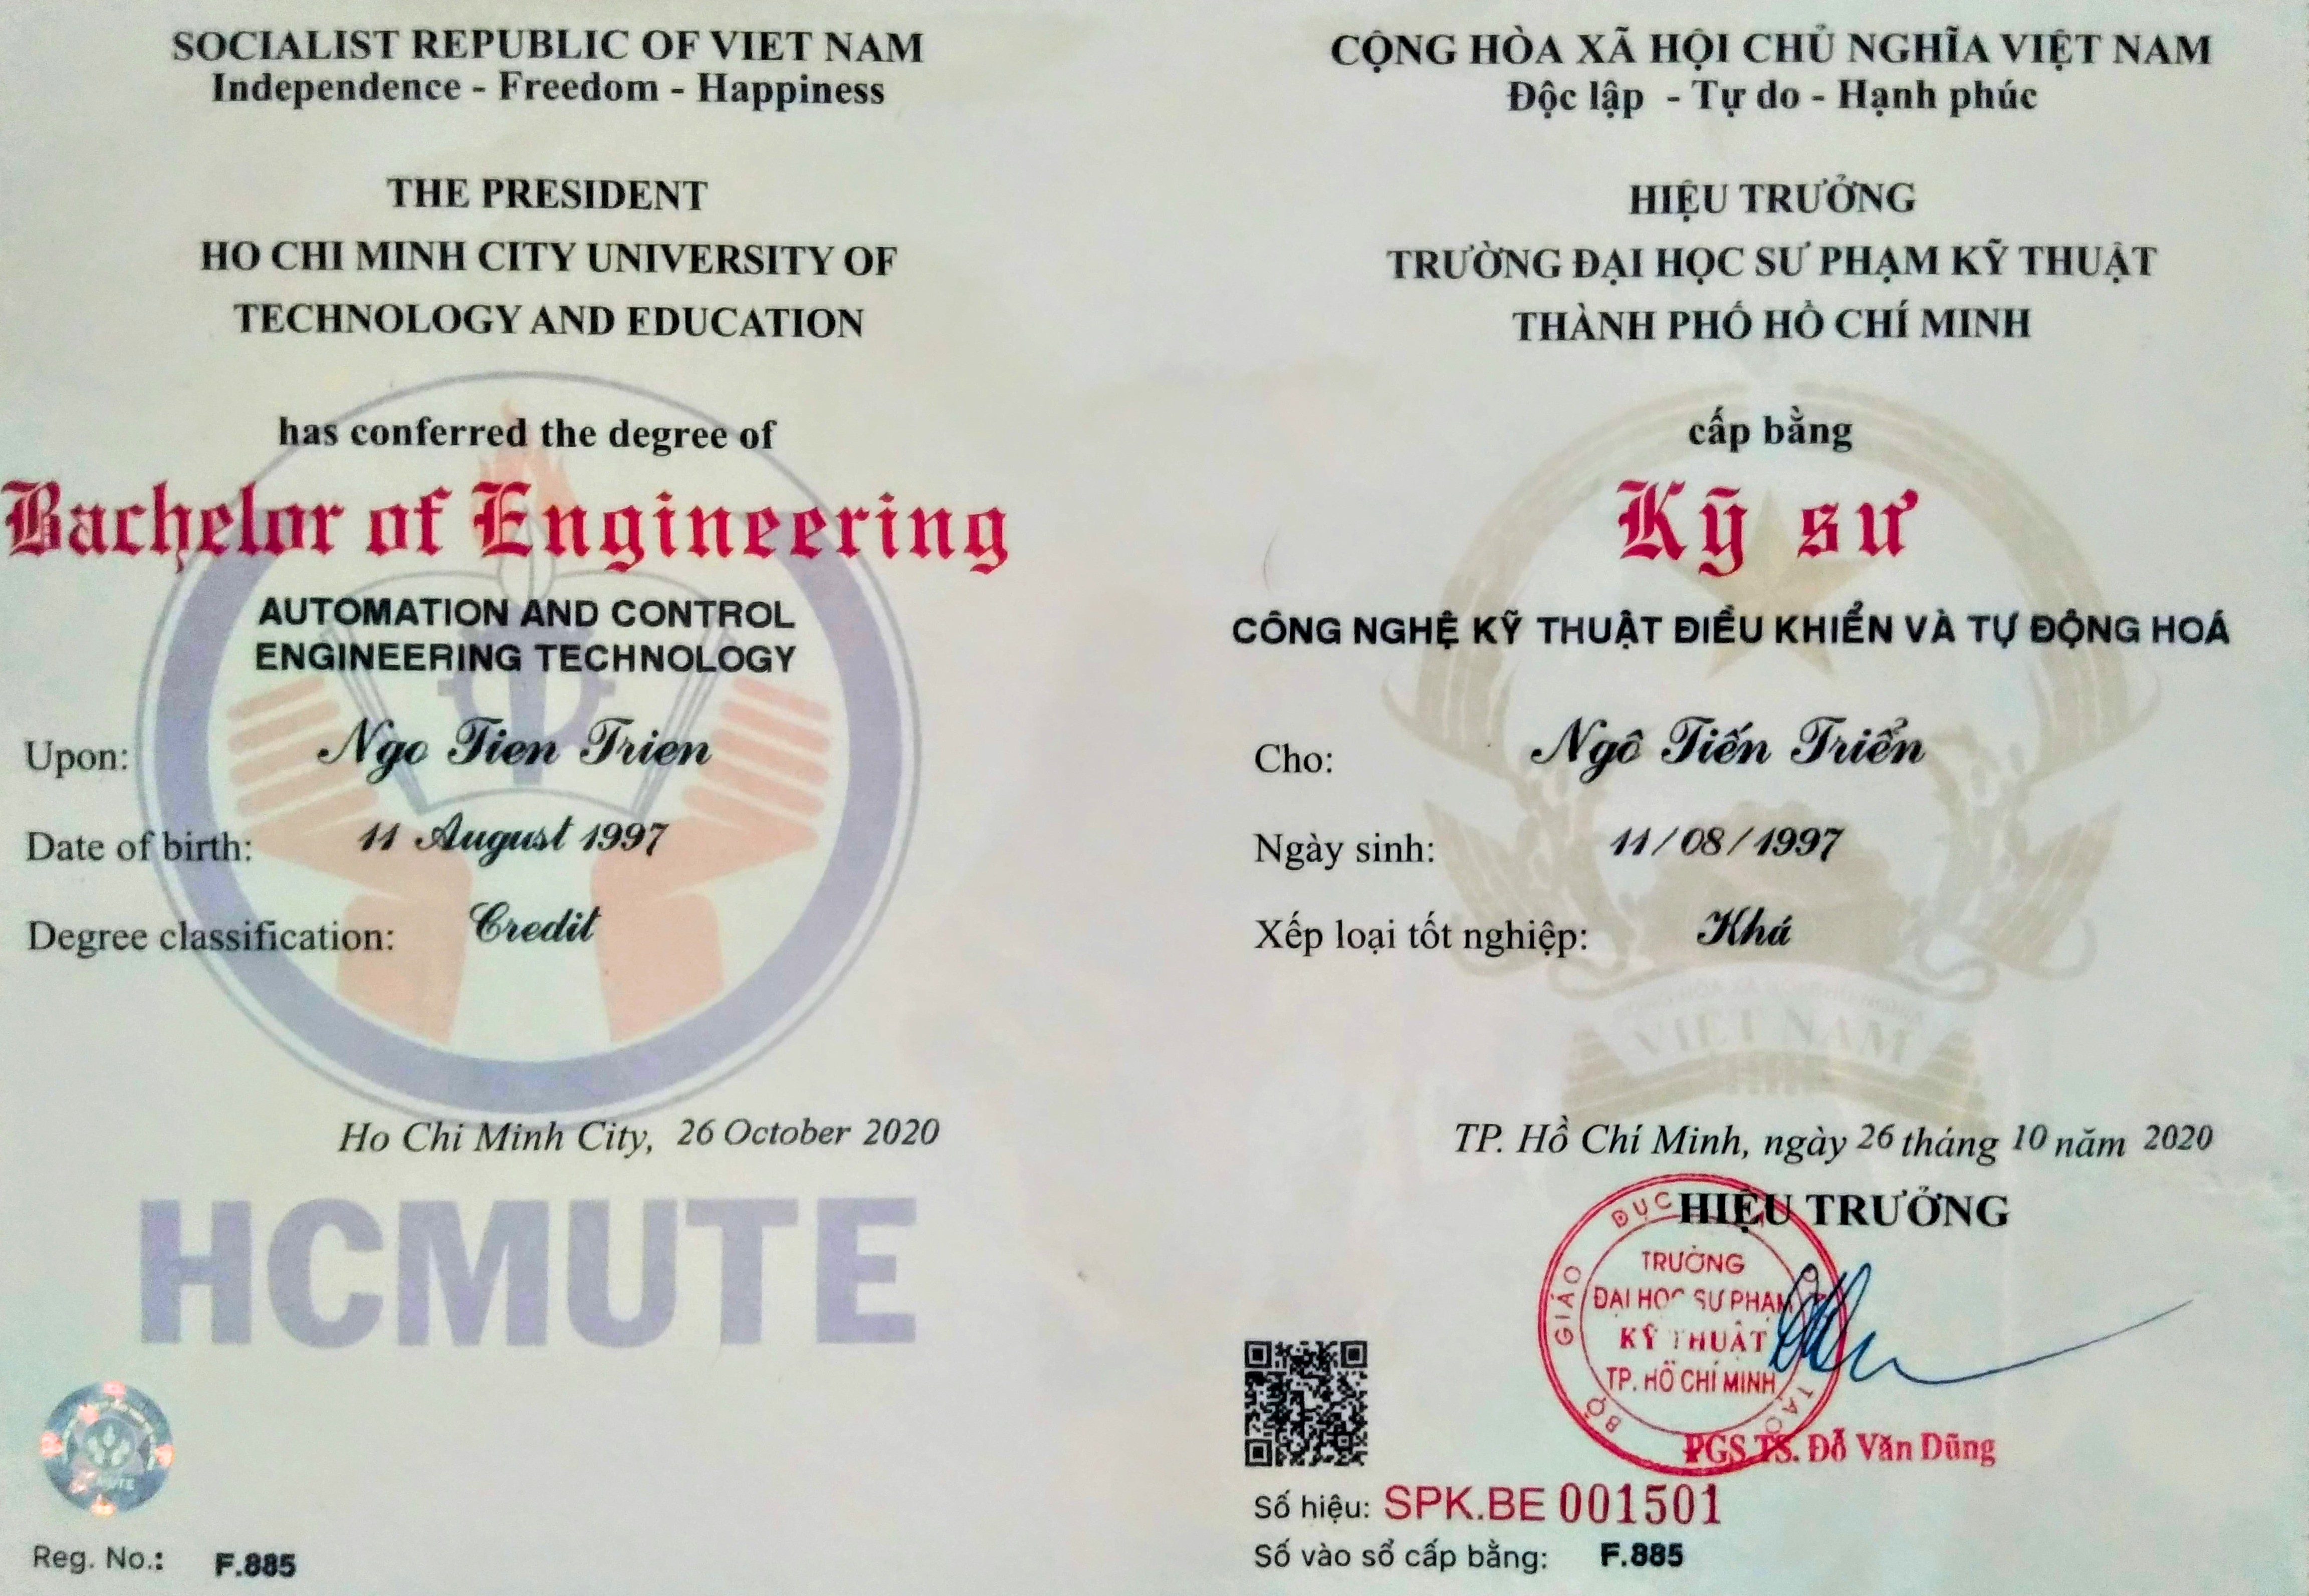 SOCIALIST REPUBLIC OF VIET NAM
Independence - Freedom - Happiness
THE PRESIDENT
HO CHI MINH CITY UNIVERSITY OF
TECHNOLOGY AND EDUCATION
has conferred the degree of
Bachelor of Engineering
AUTOMATION AND CONTROL
ENGINEERING TECHNOLOGY
Upon: Ngo Tien Trien
Date of birth: 11 August 1997
Degree classification: Credit
Ho Chi Minh City, 26 October 2020
HCMUTE
Reg. No.: F.885
CỘNG HÒA XÃ HỘI CHỦ NGHĨA VIỆT NAM
Độc lập - Tự do - Hạnh phúc
HIỆU TRƯỞNG
TRƯỜNG ĐẠI HỌC SƯ PHẠM KỸ THUẬT
THÀNH PHỐ HỒ CHÍ MINH
cấp bằng
Kỹ sư
CÔNG NGHỆ KỸ THUẬT ĐIỀU KHIỂN VÀ TỰ ĐỘNG HOÁ
Cho: Ngô Tiến Triển
Ngày sinh: 11/08/1997
Xếp loại tốt nghiệp: Khá
VIỆT NAM
TP. Hồ Chí Minh, ngày 26 tháng 10 năm 2020
HIỆU TRƯỞNG
BỘ GIÁO DỤC TẠO
TRƯỜNG
ĐẠI HỌC SƯ PHẠM
KỸ THUẬT
TP. HỒ CHÍ MINH
PGS.TS. Đỗ Văn Dũng
Số hiệu: SPK.BE 001501
Số vào sổ cấp bằng: F.885